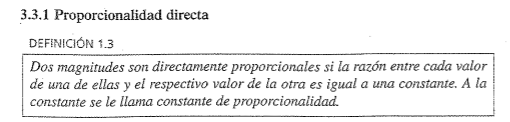 3.3.1 Proporcionalidad directa
DEFINICIÓN 1.3
Dos magnitudes son directamente proporcionales si la razón entre cada valor
de una de ellas y el respectivo valor de la otra es igual a una constante. A la
constante se le llama constante de proporcionalidad.